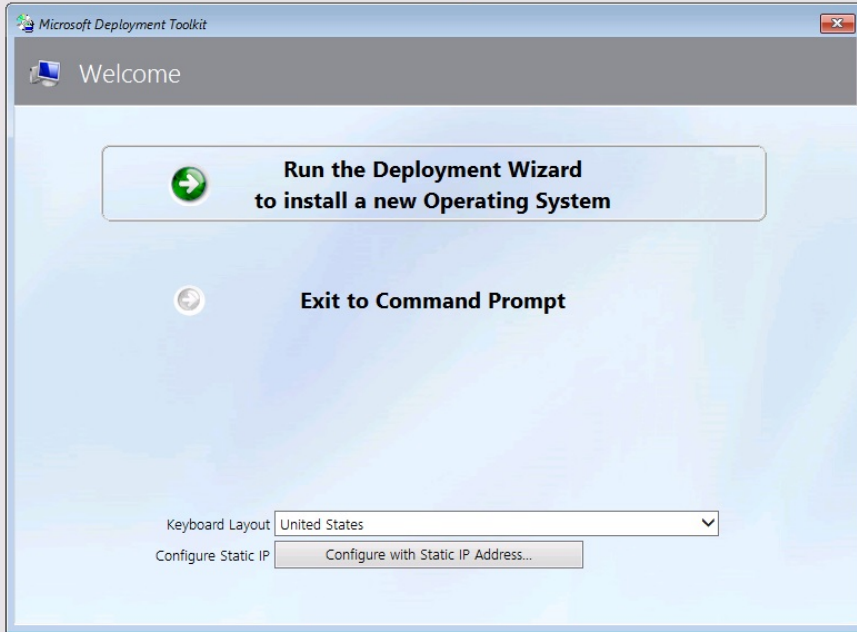 Microsoft Deployment Toolkit
Welcome
Run the Deployment Wizard
to install a new Operating System
Exit to Command Prompt
Keyboard Layout United States
Configure Static IP Configure with Static IP Address...